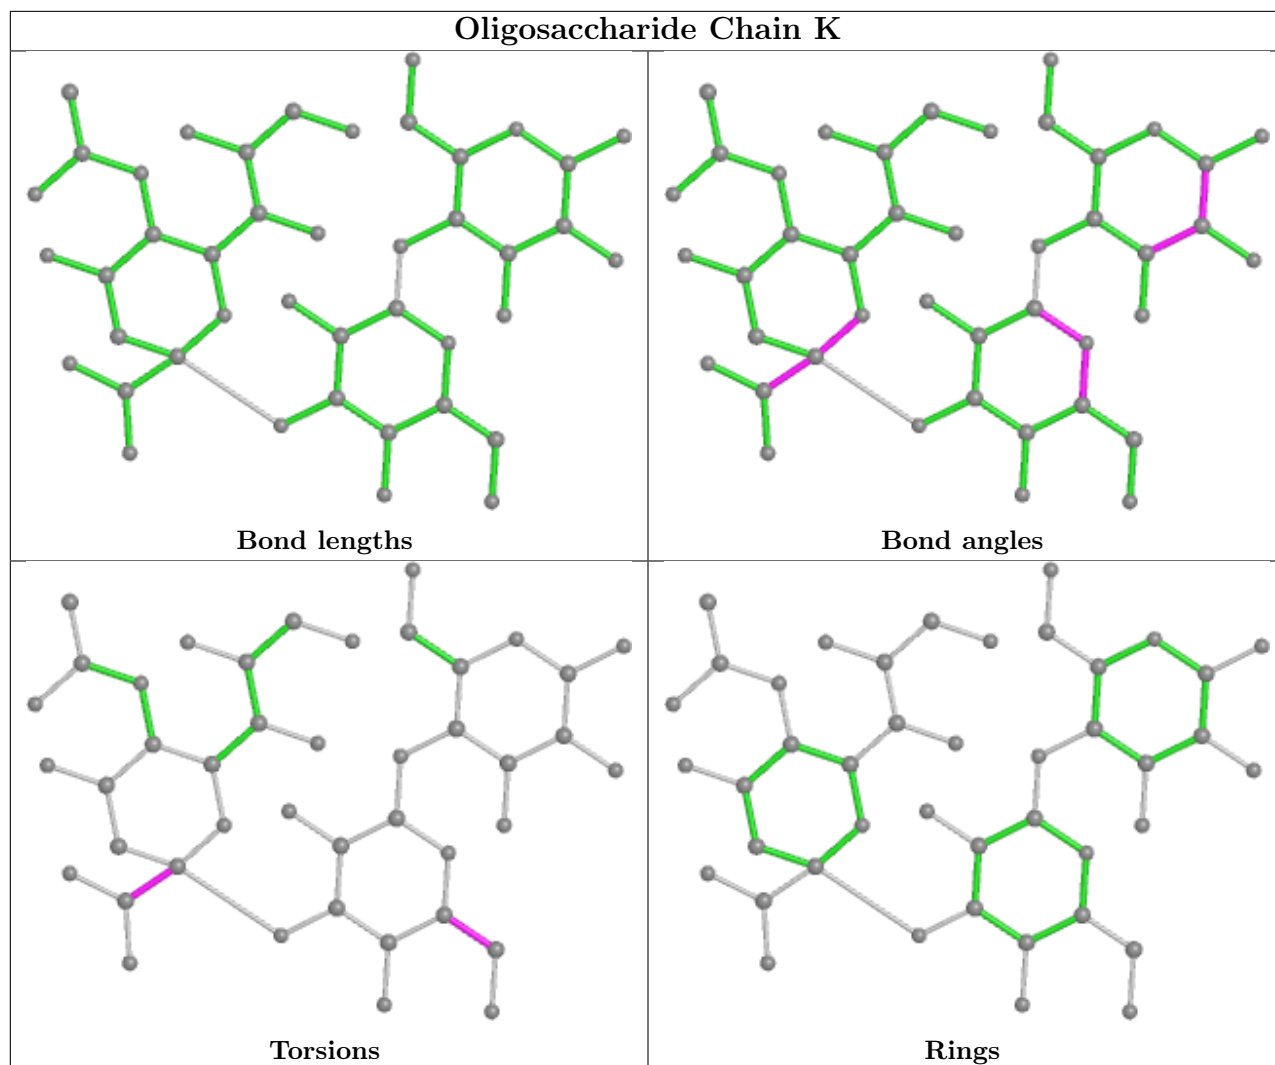 Oligosaccharide Chain K
Bond lengths
Bond angles
Torsions
Rings